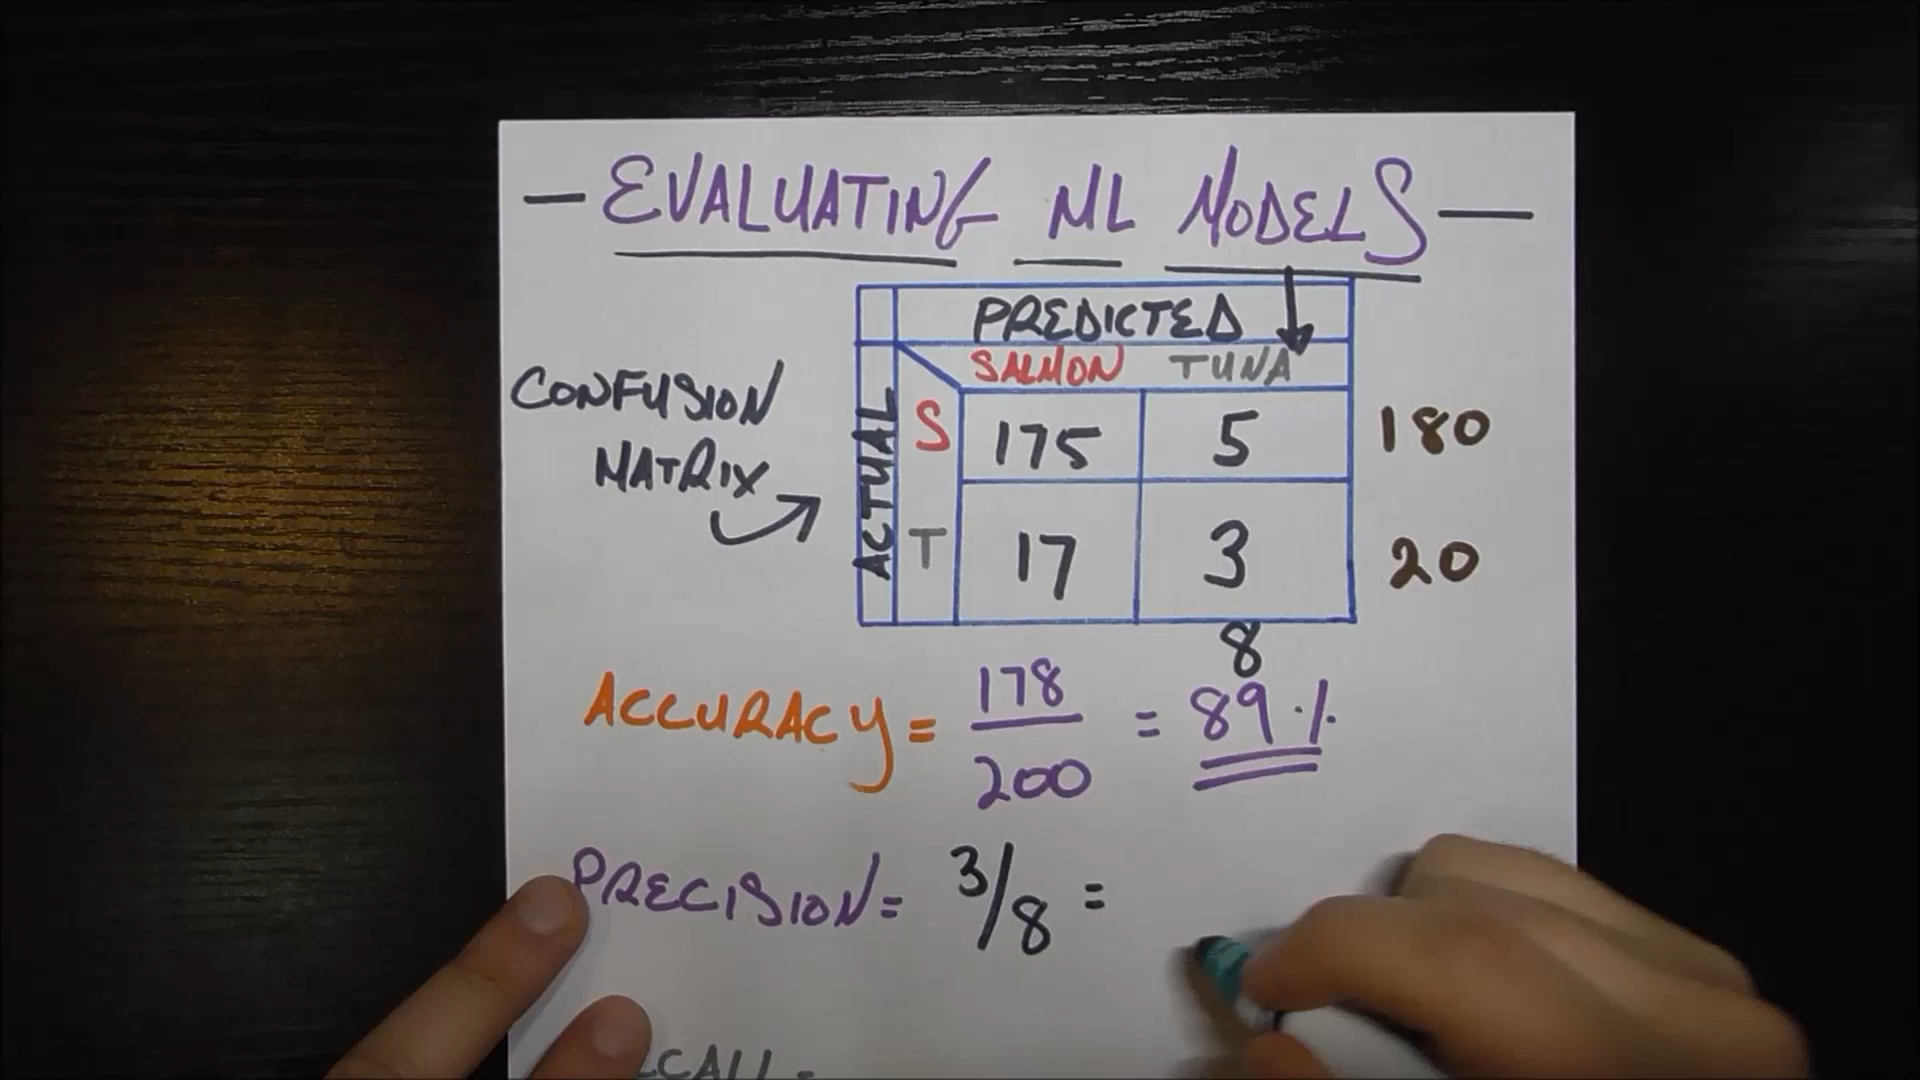 — EVALUATING ML MODELS —
PREDICTED
SALMON TUNA
CONFUSION
MATRIX
ACTUAL
S 175 5 180
T 17 3 20
8
ACCURACY = 178/200 = 89%
PRECISION = 3/8 =
CALL =